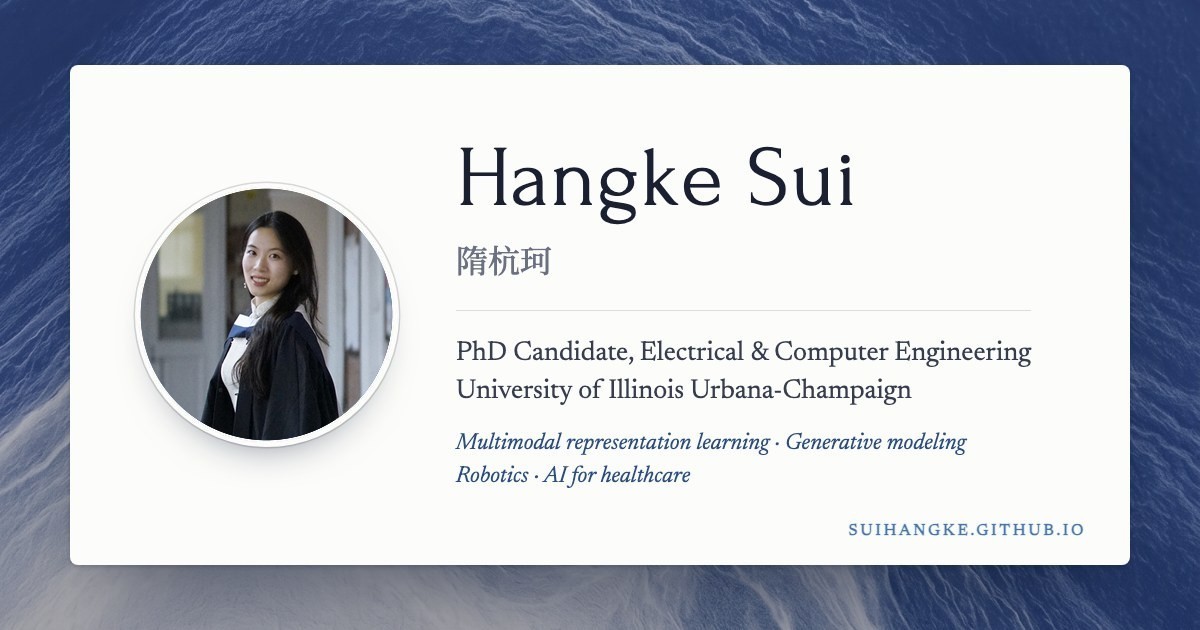 Hangke Sui
隋杭珂
PhD Candidate, Electrical & Computer Engineering
University of Illinois Urbana-Champaign
Multimodal representation learning · Generative modeling
Robotics · AI for healthcare
SUIHANGKE.GITHUB.IO